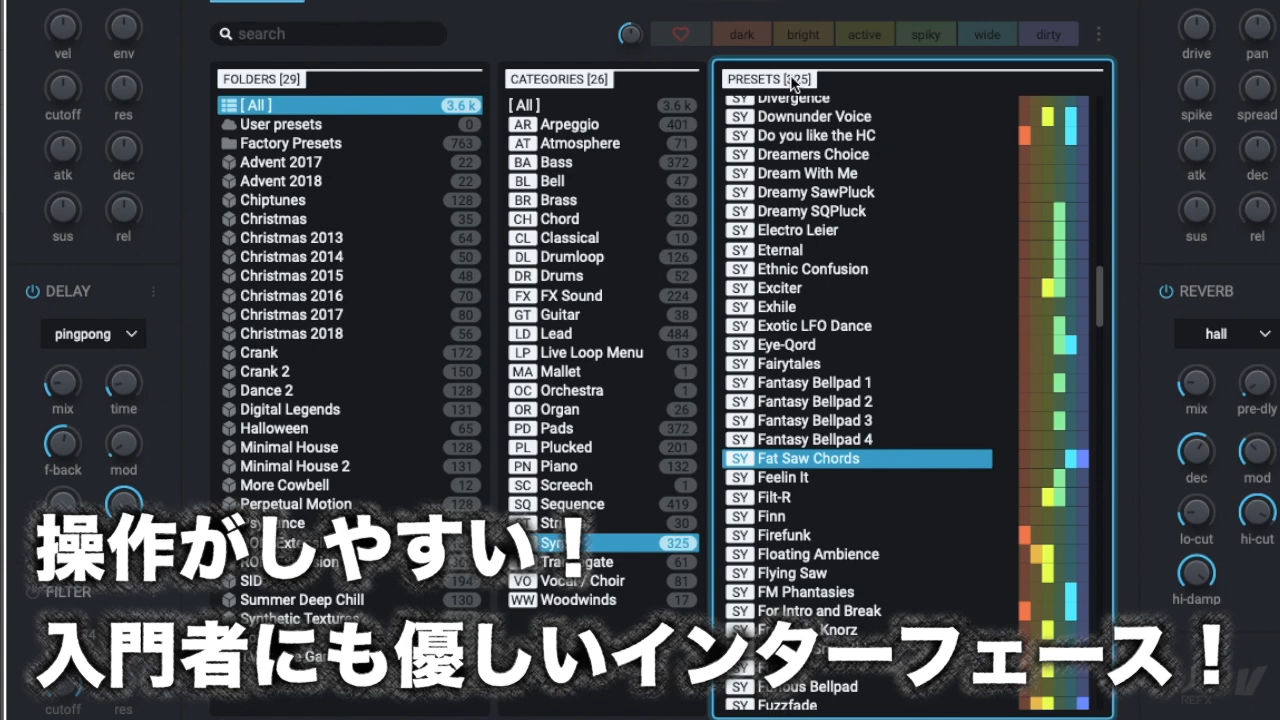 vel env
cutoff res
atk dec
sus rel
DELAY
pingpong
mix time
f-back mod
FILTER
cutoff res
search
dark bright active spiky wide dirty
FOLDERS [29]
[ All ] 3.6 k
User presets 0
Factory Presets 763
Advent 2017 22
Advent 2018 22
Chiptunes 128
Christmas 35
Christmas 2013 64
Christmas 2014 50
Christmas 2015 48
Christmas 2016 70
Christmas 2017 80
Christmas 2018 56
Crank 172
Crank 2 150
Dance 2 128
Digital Legends 131
Halloween 65
Minimal House 128
Minimal House 2 131
More Cowbell 12
Perpetual Motion 128
SID 194
Summer Deep Chill 130
Synthetic Textures
CATEGORIES [26]
[ All ] 3.6 k
AR Arpeggio 401
AT Atmosphere 71
BA Bass 372
BL Bell 47
BR Brass 36
CH Chord 20
CL Classical 10
DL Drumloop 126
DR Drums 52
FX FX Sound 224
GT Guitar 38
LD Lead 484
LP Live Loop Menu 13
MA Mallet 1
OC Orchestra 1
OR Organ 26
PD Pads 372
PL Plucked 201
PN Piano 132
SC Screech 1
SQ Sequence 419
30
325
61
VO Vocal / Choir 81
WW Woodwinds 17
PRESETS [325]
SY Divergence
SY Downunder Voice
SY Do you like the HC
SY Dreamers Choice
SY Dream With Me
SY Dreamy SawPluck
SY Dreamy SQPluck
SY Electro Leier
SY Eternal
SY Ethnic Confusion
SY Exciter
SY Exhile
SY Exotic LFO Dance
SY Eye-Qord
SY Fairytales
SY Fantasy Bellpad 1
SY Fantasy Bellpad 2
SY Fantasy Bellpad 3
SY Fantasy Bellpad 4
SY Fat Saw Chords
SY Feelin It
SY Filt-R
SY Finn
SY Firefunk
SY Floating Ambience
SY Flying Saw
SY FM Phantasies
SY For Intro and Break
SY Knorz
SY Furious Bellpad
SY Fuzzfade
drive pan
spike spread
atk dec
sus rel
REVERB
hall
mix pre-dly
dec mod
lo-cut hi-cut
hi-damp
操作がしやすい！
入門者にも優しいインターフェース！